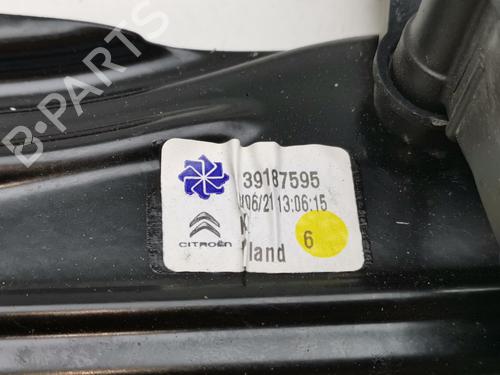 B-PARTS
39187595
/06/21 13:06:15
CITROËN
land
6